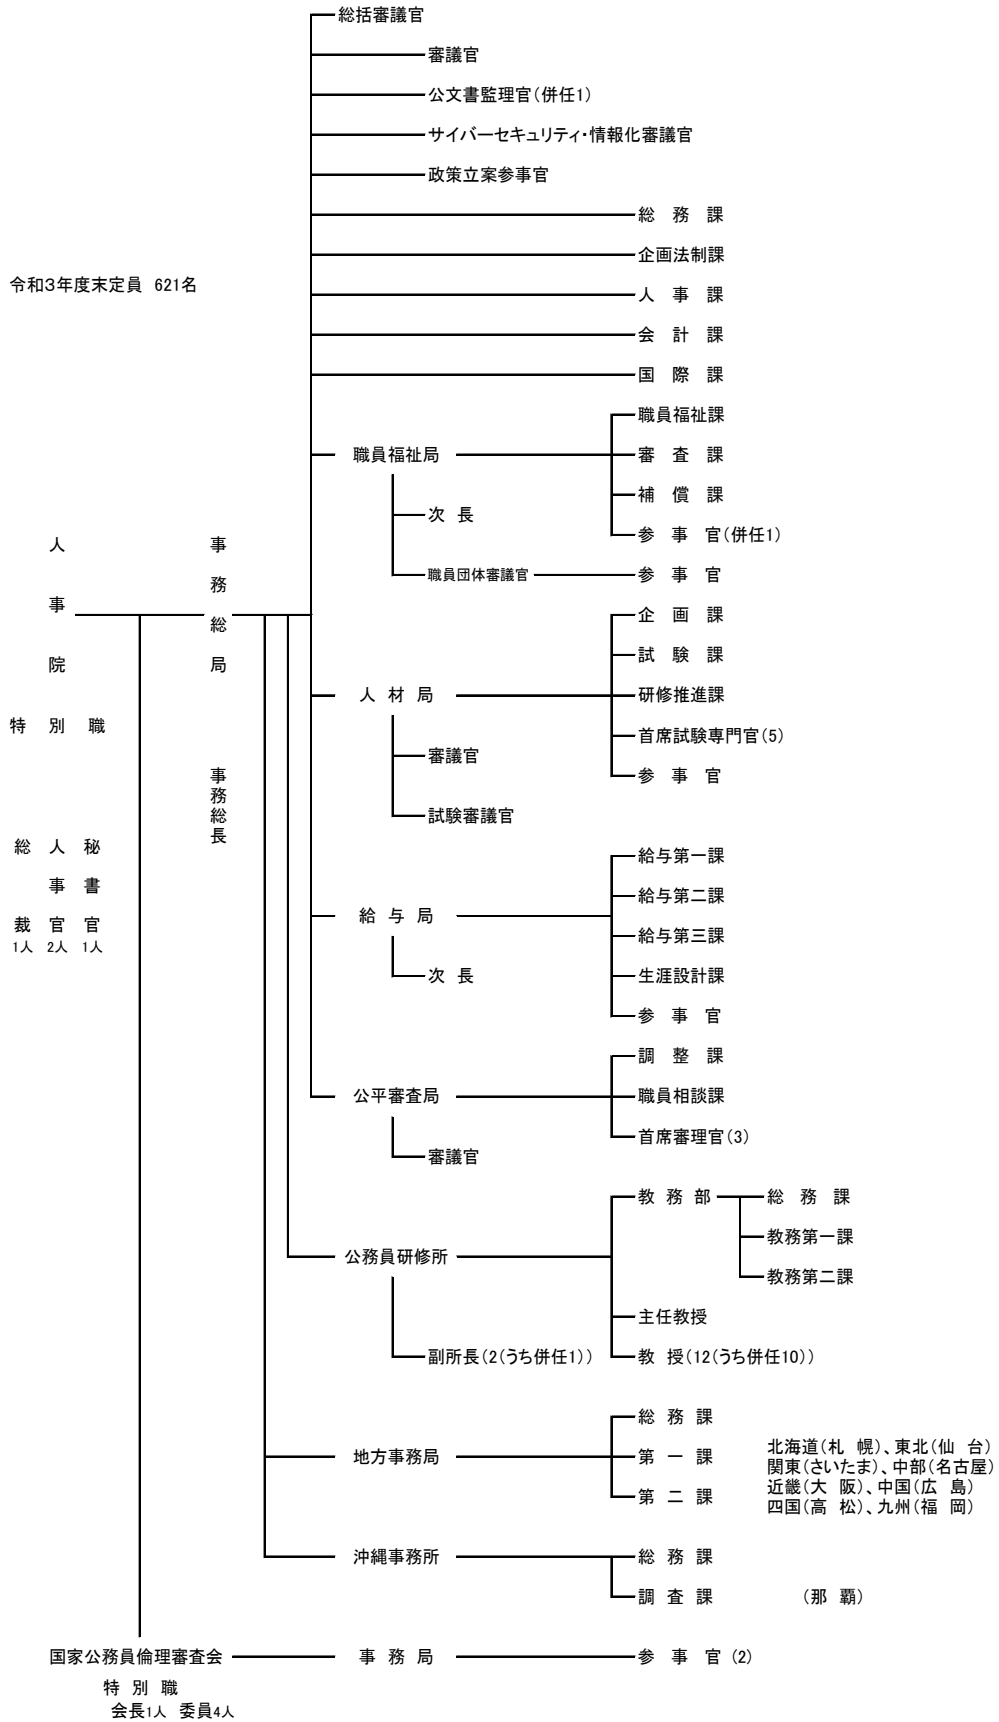 総括審議官
審議官
公文書監理官(併任1)
サイバーセキュリティ・情報化審議官
政策立案参事官
総　務　課
企画法制課
令和3年度末定員　621名
人　事　課
会　計　課
国　際　課
職員福祉課
職員福祉局
審　査　課
補　償　課
次　長
参　事　官(併任1)
職員団体審議官
参　事　官
人事院
事務総局
企　画　課
試　験　課
人　材　局
研修推進課
特　別　職
首席試験専門官(5)
審議官
参　事　官
事務総長
試験審議官
総裁
1人
人事官
2人
秘書官
1人
給与第一課
給与第二課
給　与　局
給与第三課
次　長
生涯設計課
参　事　官
調　整　課
公平審査局
職員相談課
首席審理官(3)
審議官
教　務　部
総　務　課
教務第一課
公務員研修所
教務第二課
主任教授
副所長(2(うち併任1))
教　授(12(うち併任10))
総　務　課
地方事務局
第　一　課
第　二　課
北海道(札　幌)、東北(仙　台)
関東(さいたま)、中部(名古屋)
近畿(大　阪)、中国(広　島)
四国(高　松)、九州(福　岡)
沖縄事務所
総　務　課
調　査　課
(那　覇)
国家公務員倫理審査会
事　務　局
参　事　官(2)
特　別　職
会長1人　委員4人